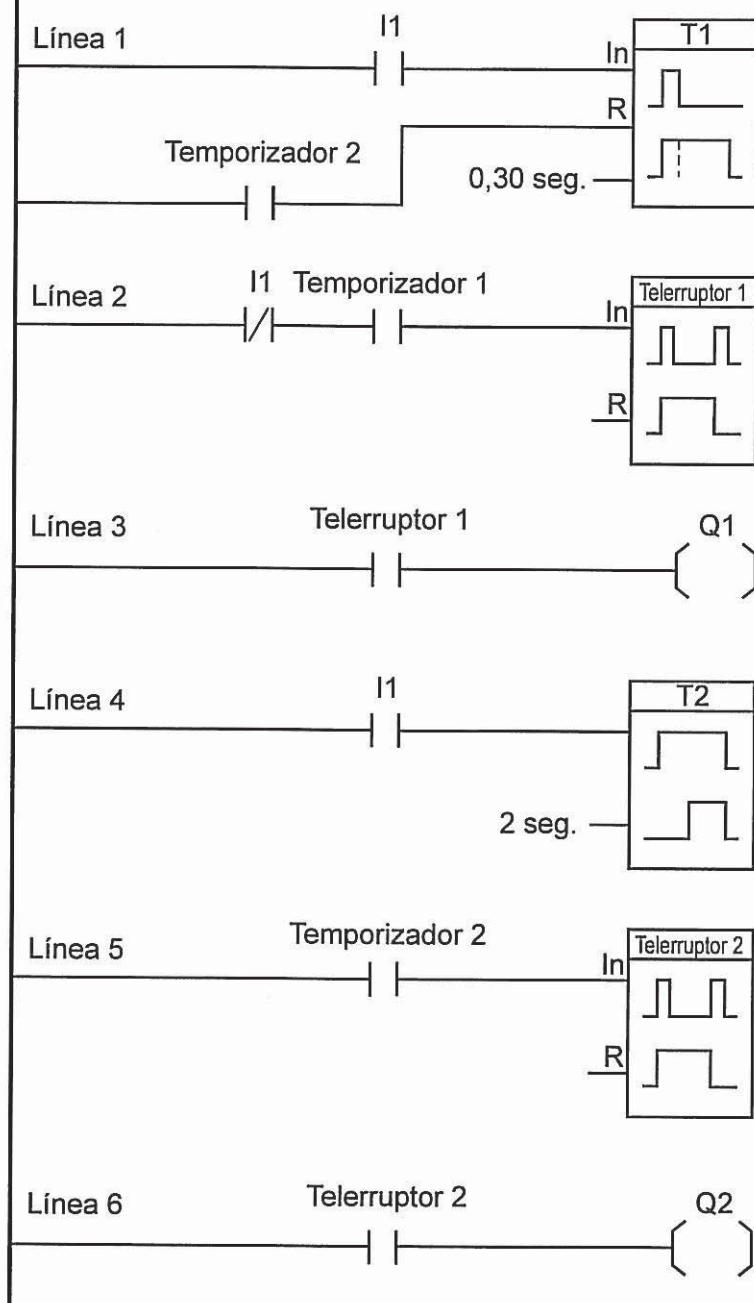 Línea 1
I1
T1
In
R
Temporizador 2
0,30 seg.
Línea 2
I1
Temporizador 1
Telerruptor 1
In
R
Línea 3
Telerruptor 1
Q1
Línea 4
I1
T2
2 seg.
Línea 5
Temporizador 2
Telerruptor 2
In
R
Línea 6
Telerruptor 2
Q2